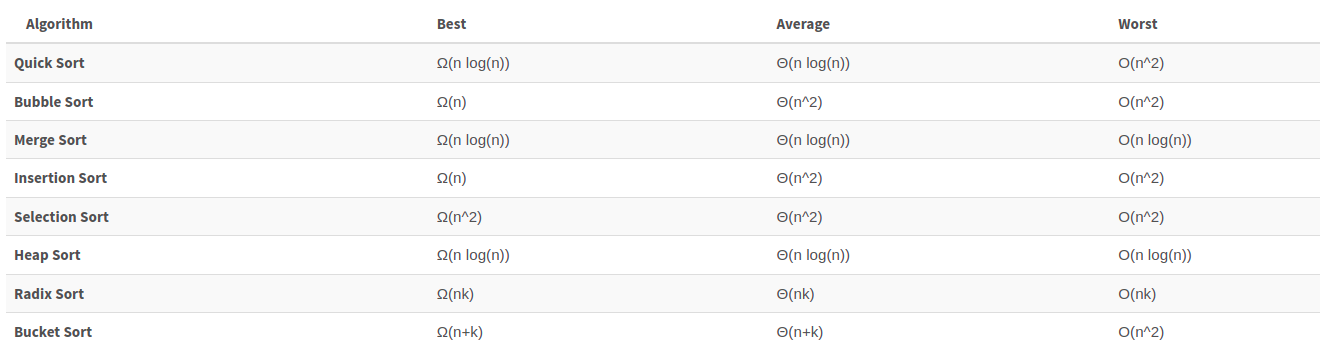 Algorithm Best Average Worst
Quick Sort Ω(n log(n)) Θ(n log(n)) O(n^2)
Bubble Sort Ω(n) Θ(n^2) O(n^2)
Merge Sort Ω(n log(n)) Θ(n log(n)) O(n log(n))
Insertion Sort Ω(n) Θ(n^2) O(n^2)
Selection Sort Ω(n^2) Θ(n^2) O(n^2)
Heap Sort Ω(n log(n)) Θ(n log(n)) O(n log(n))
Radix Sort Ω(nk) Θ(nk) O(nk)
Bucket Sort Ω(n+k) Θ(n+k) O(n^2)